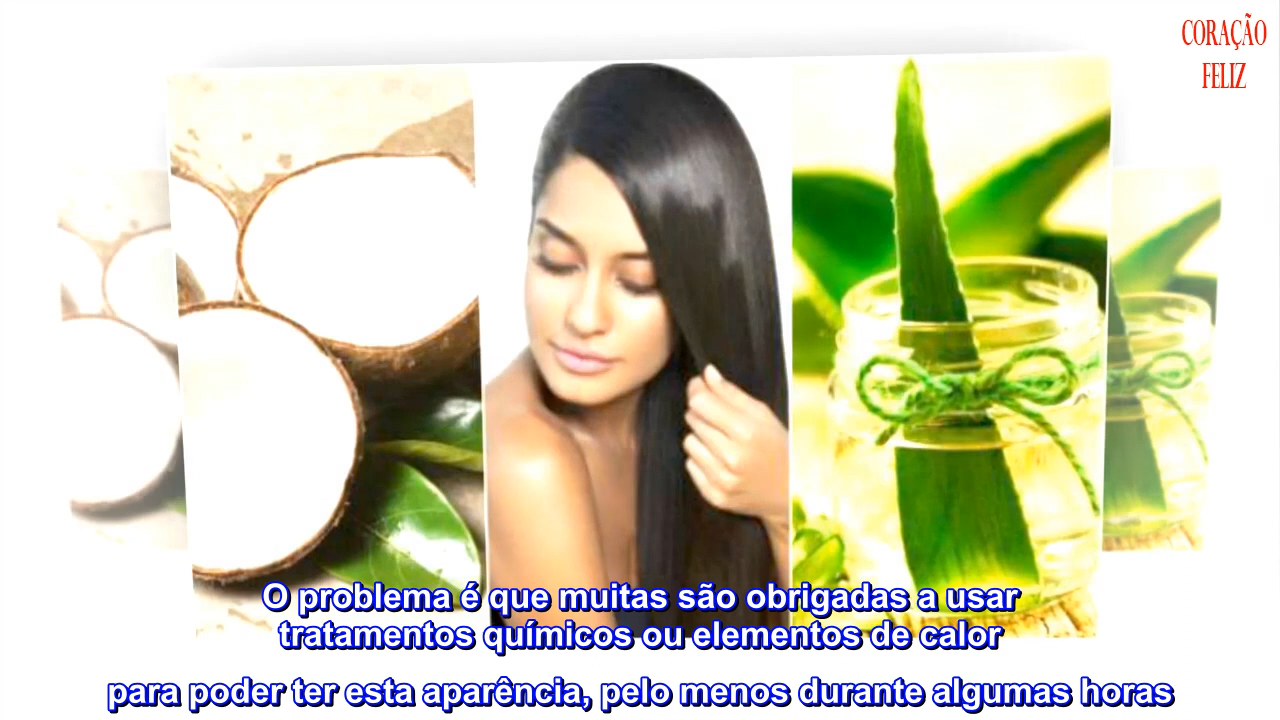 CORAÇÃO
FELIZ
O problema é que muitas são obrigadas a usar
tratamentos químicos ou elementos de calor
para poder ter esta aparência, pelo menos durante algumas horas